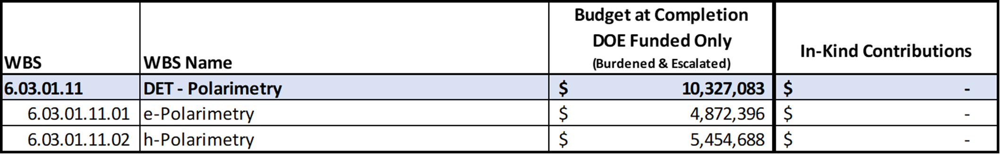 WBS WBS Name Budget at Completion DOE Funded Only (Burdened & Escalated) In-Kind Contributions
6.03.01.11 DET - Polarimetry $ 10,327,083 $ -
6.03.01.11.01 e-Polarimetry $ 4,872,396 $ -
6.03.01.11.02 h-Polarimetry $ 5,454,688 $ -